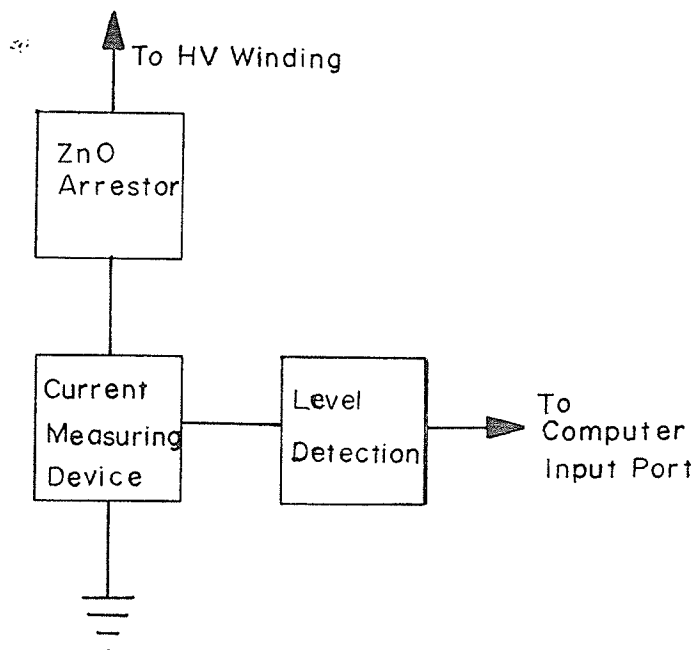 To HV Winding
ZnO
Arrestor
Current
Measuring
Device
Level
Detection
To
Computer
Input Port